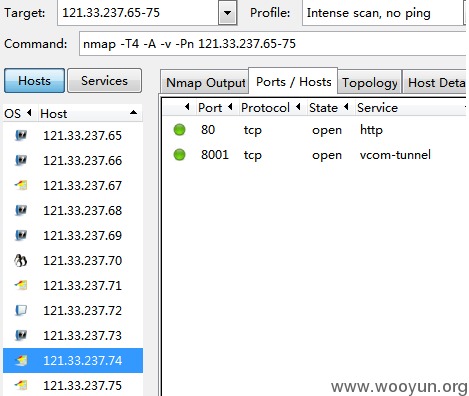 Target: 121.33.237.65-75 Profile: Intense scan, no ping
Command: nmap -T4 -A -v -Pn 121.33.237.65-75
Hosts Services Nmap Output Ports / Hosts Topology Host Deta
OS Host Port Protocol State Service
121.33.237.65 80 tcp open http
121.33.237.66 8001 tcp open vcom-tunnel
121.33.237.67
121.33.237.68
121.33.237.69
121.33.237.70
121.33.237.71
121.33.237.72
121.33.237.73
121.33.237.74
121.33.237.75
www.wooyun.org